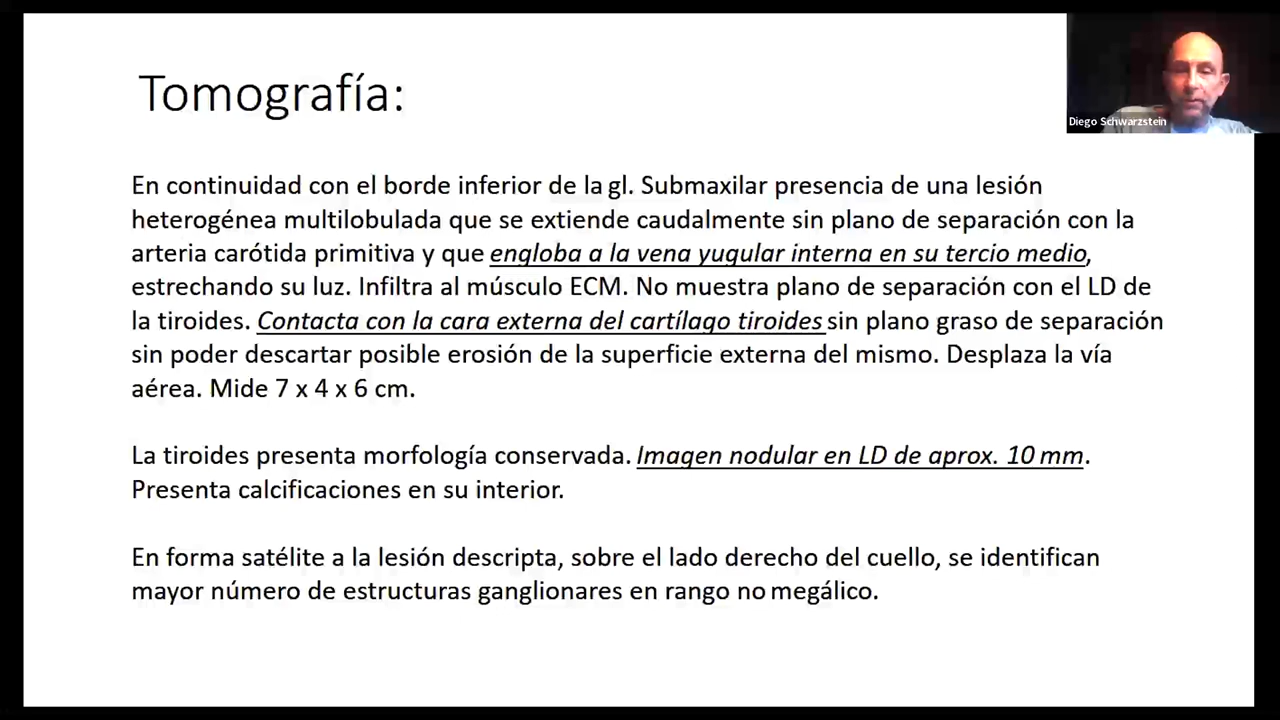 Tomografía:
Diego Schwarzstein
En continuidad con el borde inferior de la gl. Submaxilar presencia de una lesión
heterogénea multilobulada que se extiende caudalmente sin plano de separación con la
arteria carótida primitiva y que engloba a la vena yugular interna en su tercio medio,
estrechando su luz. Infiltra al músculo ECM. No muestra plano de separación con el LD de
la tiroides. Contacta con la cara externa del cartílago tiroides sin plano graso de separación
sin poder descartar posible erosión de la superficie externa del mismo. Desplaza la vía
aérea. Mide 7 x 4 x 6 cm.
La tiroides presenta morfología conservada. Imagen nodular en LD de aprox. 10 mm.
Presenta calcificaciones en su interior.
En forma satélite a la lesión descripta, sobre el lado derecho del cuello, se identifican
mayor número de estructuras ganglionares en rango no megálico.